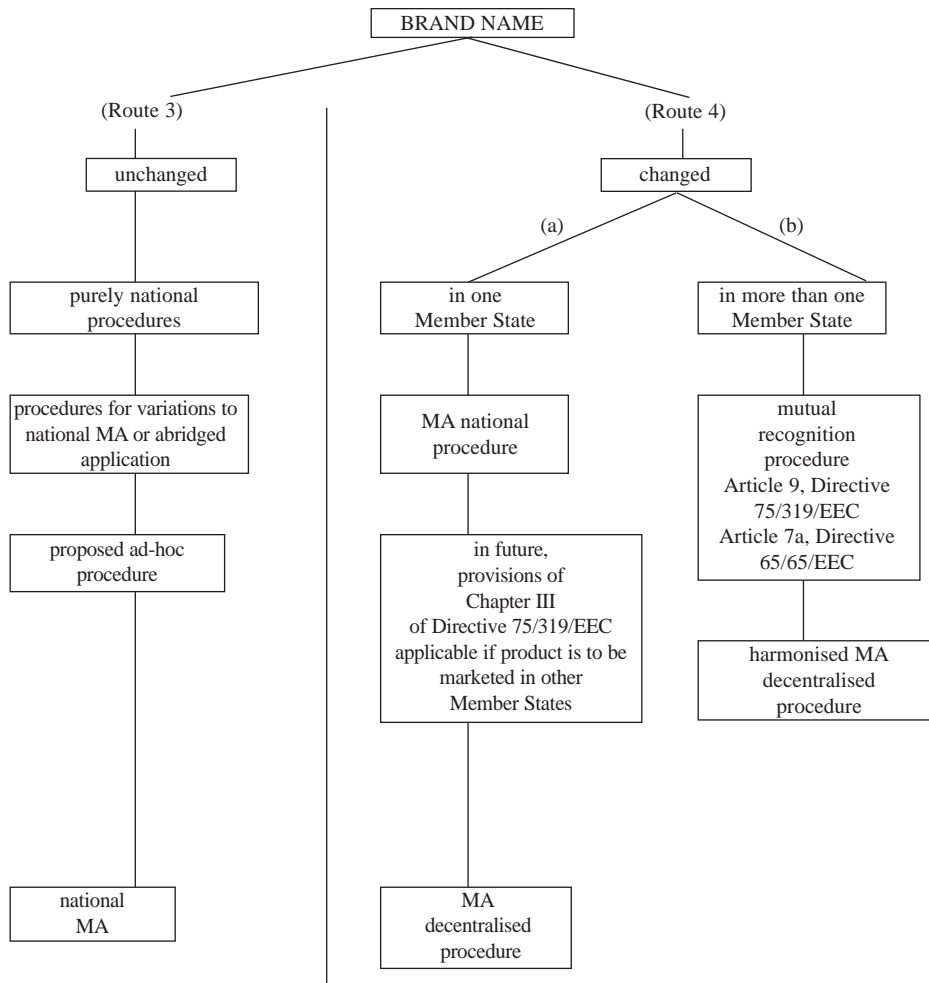 BRAND NAME
(Route 3)
(Route 4)
unchanged
changed
(a)
(b)
purely national
procedures
in one
Member State
in more than one
Member State
procedures for variations to
national MA or abridged
application
MA national
procedure
mutual
recognition
procedure
Article 9, Directive
75/319/EEC
Article 7a, Directive
65/65/EEC
proposed ad-hoc
procedure
in future,
provisions of
Chapter III
of Directive 75/319/EEC
applicable if product is to be
marketed in other
Member States
harmonised MA
decentralised
procedure
national
MA
MA
decentralised
procedure